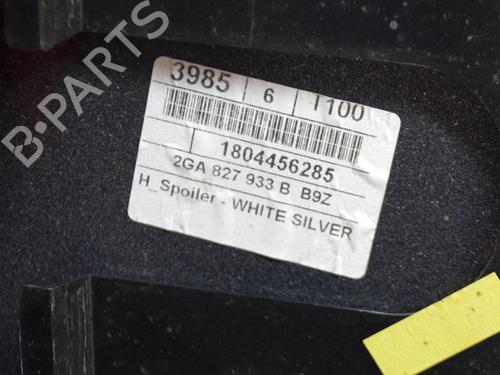 B-PARTS
3985 6 1100
1804456285
2GA 827 933 B B9Z
H_Spoiler - WHITE SILVER